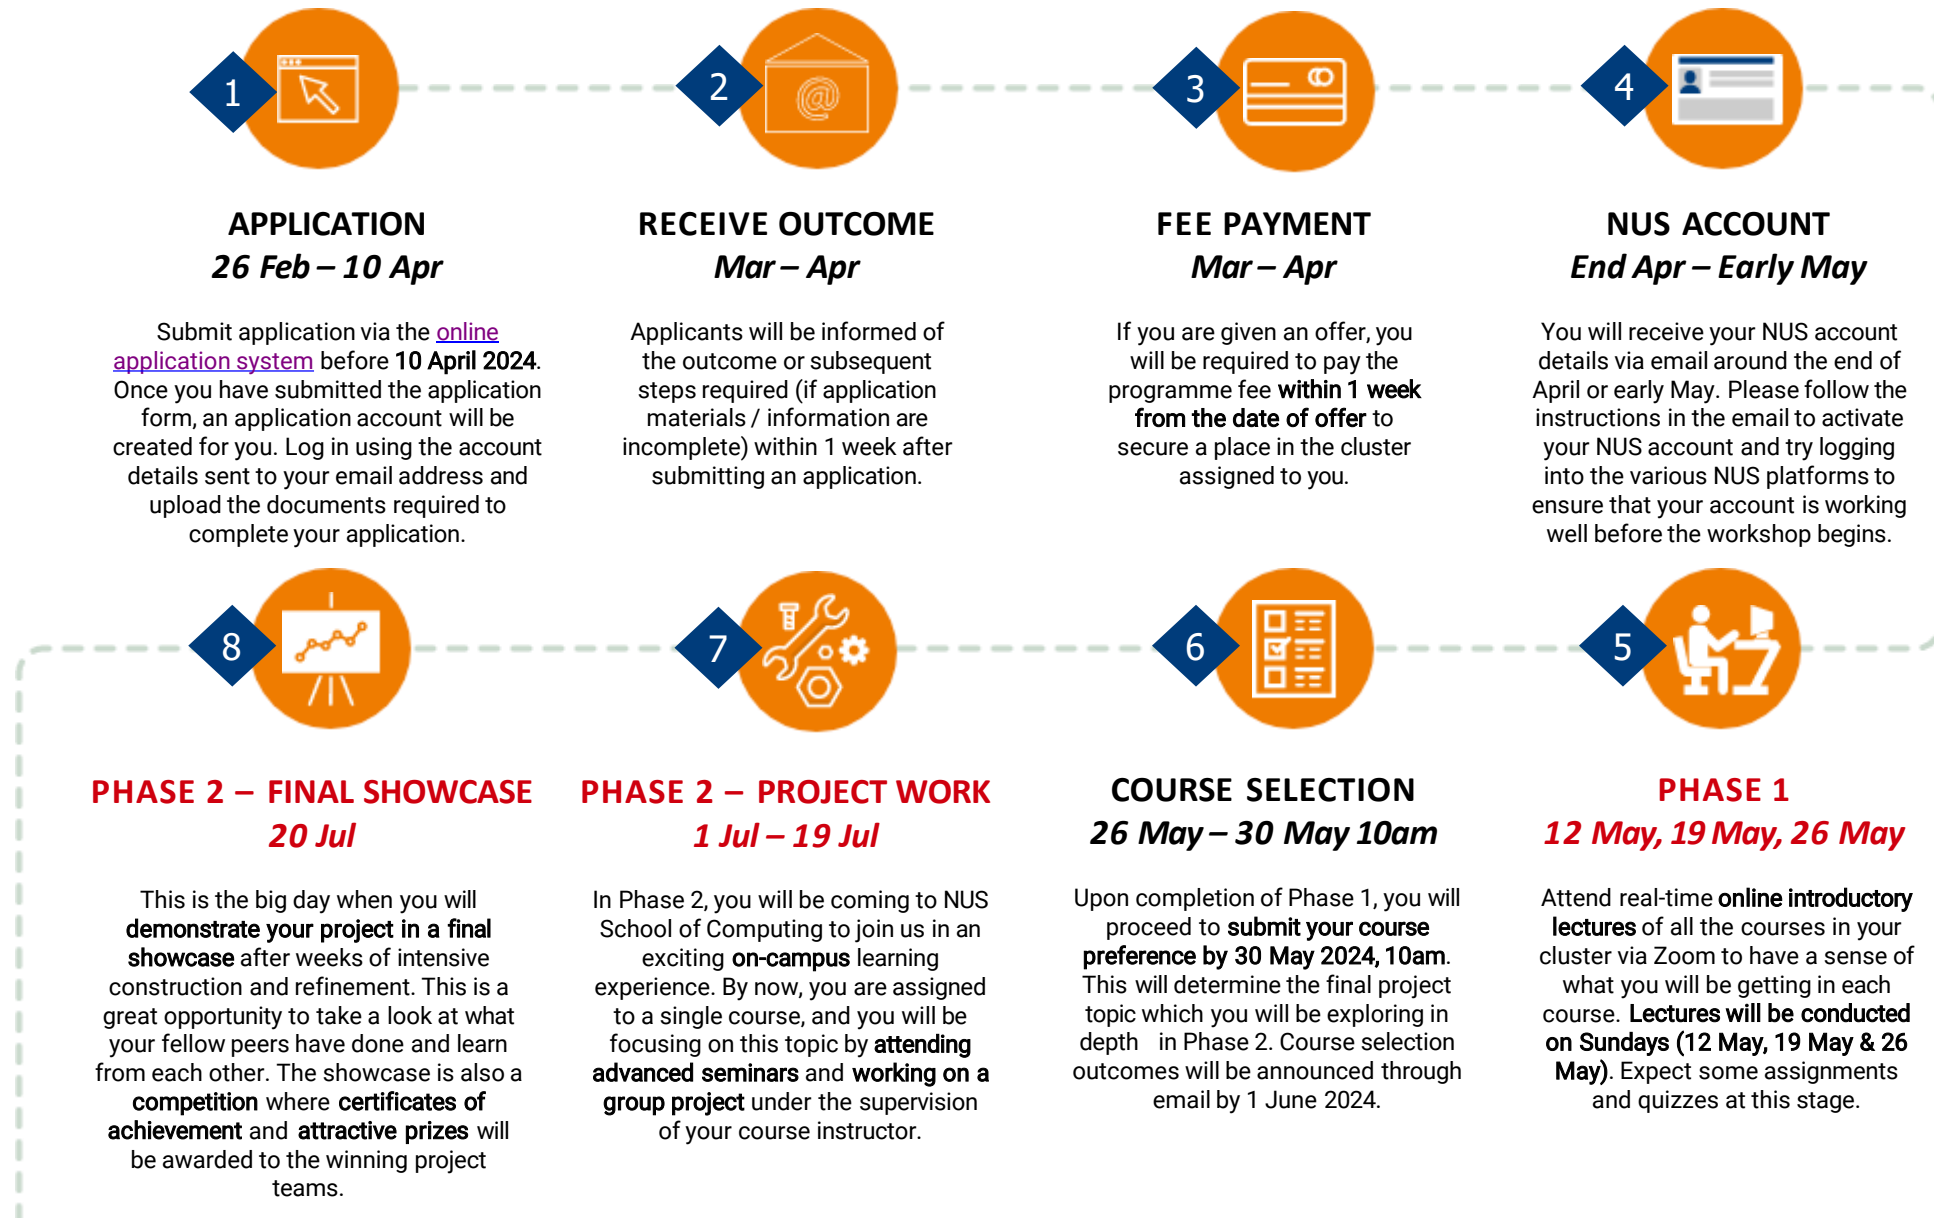 1
APPLICATION
26 Feb – 10 Apr
Submit application via the online
application system before 10 April 2024.
Once you have submitted the application
form, an application account will be
created for you. Log in using the account
details sent to your email address and
upload the documents required to
complete your application.
2
@
RECEIVE OUTCOME
Mar – Apr
Applicants will be informed of
the outcome or subsequent
steps required (if application
materials / information are
incomplete) within 1 week after
submitting an application.
3
FEE PAYMENT
Mar – Apr
If you are given an offer, you
will be required to pay the
programme fee within 1 week
from the date of offer to
secure a place in the cluster
assigned to you.
4
NUS ACCOUNT
End Apr – Early May
You will receive your NUS account
details via email around the end of
April or early May. Please follow the
instructions in the email to activate
your NUS account and try logging
into the various NUS platforms to
ensure that your account is working
well before the workshop begins.
5
PHASE 1
12 May, 19 May, 26 May
Attend real-time online introductory
lectures of all the courses in your
cluster via Zoom to have a sense of
what you will be getting in each
course. Lectures will be conducted
on Sundays (12 May, 19 May & 26
May). Expect some assignments
and quizzes at this stage.
6
COURSE SELECTION
26 May – 30 May 10am
Upon completion of Phase 1, you will
proceed to submit your course
preference by 30 May 2024, 10am.
This will determine the final project
topic which you will be exploring in
depth in Phase 2. Course selection
outcomes will be announced through
email by 1 June 2024.
7
PHASE 2 – PROJECT WORK
1 Jul – 19 Jul
In Phase 2, you will be coming to NUS
School of Computing to join us in an
exciting on-campus learning
experience. By now, you are assigned
to a single course, and you will be
focusing on this topic by attending
advanced seminars and working on a
group project under the supervision
of your course instructor.
8
PHASE 2 – FINAL SHOWCASE
20 Jul
This is the big day when you will
demonstrate your project in a final
showcase after weeks of intensive
construction and refinement. This is a
great opportunity to take a look at what
your fellow peers have done and learn
from each other. The showcase is also a
competition where certificates of
achievement and attractive prizes will
be awarded to the winning project
teams.